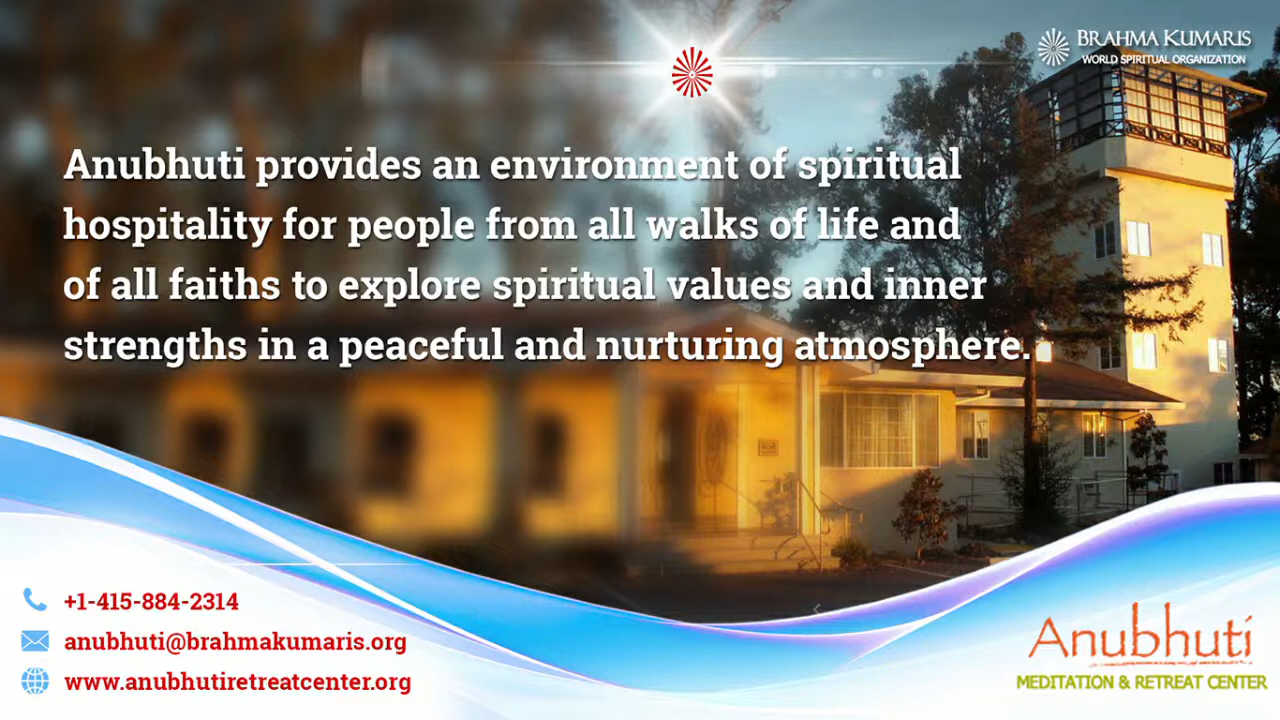 BRAHMA KUMARIS
WORLD SPIRITUAL ORGANIZATION
Anubhuti provides an environment of spiritual
hospitality for people from all walks of life and
of all faiths to explore spiritual values and inner
strengths in a peaceful and nurturing atmosphere.
+1-415-884-2314
anubhuti@brahmakumaris.org
www.anubhutiretreatcenter.org
Anubhuti
MEDITATION & RETREAT CENTER